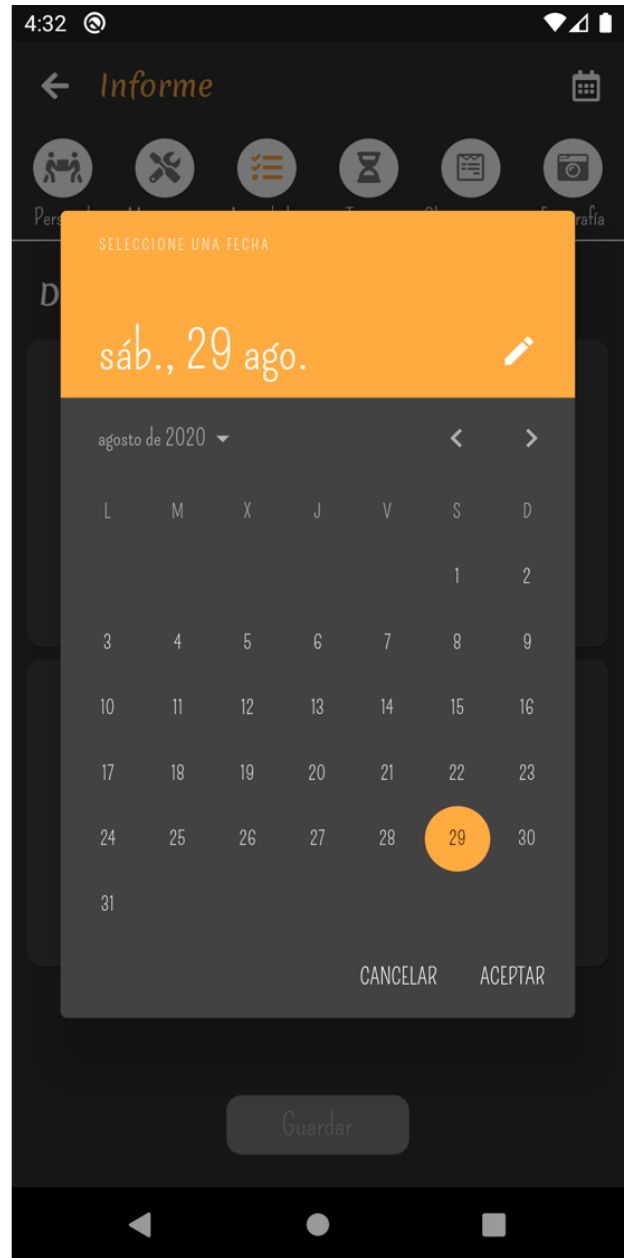 4:32
Informe
SELECCIONE UNA FECHA
sáb., 29 ago.
agosto de 2020
L M X J V S D
1 2
3 4 5 6 7 8 9
10 11 12 13 14 15 16
17 18 19 20 21 22 23
24 25 26 27 28 29 30
31
CANCELAR ACEPTAR
Guardar